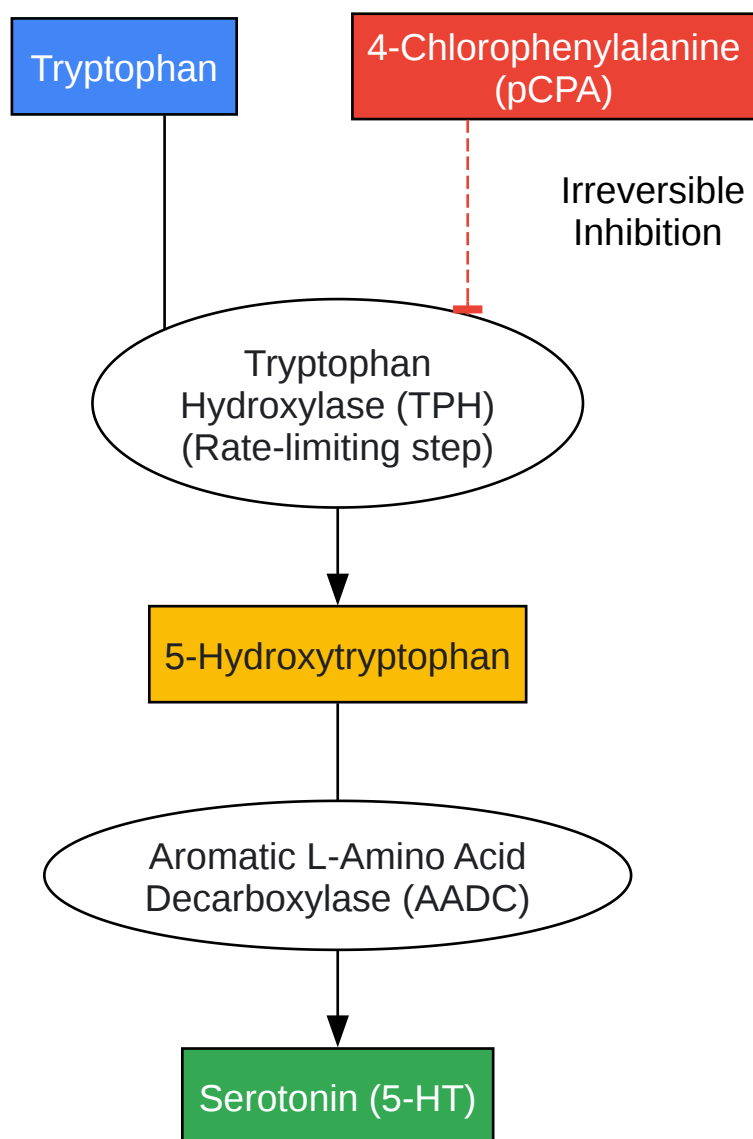 Tryptophan
4-Chlorophenylalanine
(pCPA)
Irreversible
Inhibition
Tryptophan
Hydroxylase (TPH)
(Rate-limiting step)
5-Hydroxytryptophan
Aromatic L-Amino Acid
Decarboxylase (AADC)
Serotonin (5-HT)